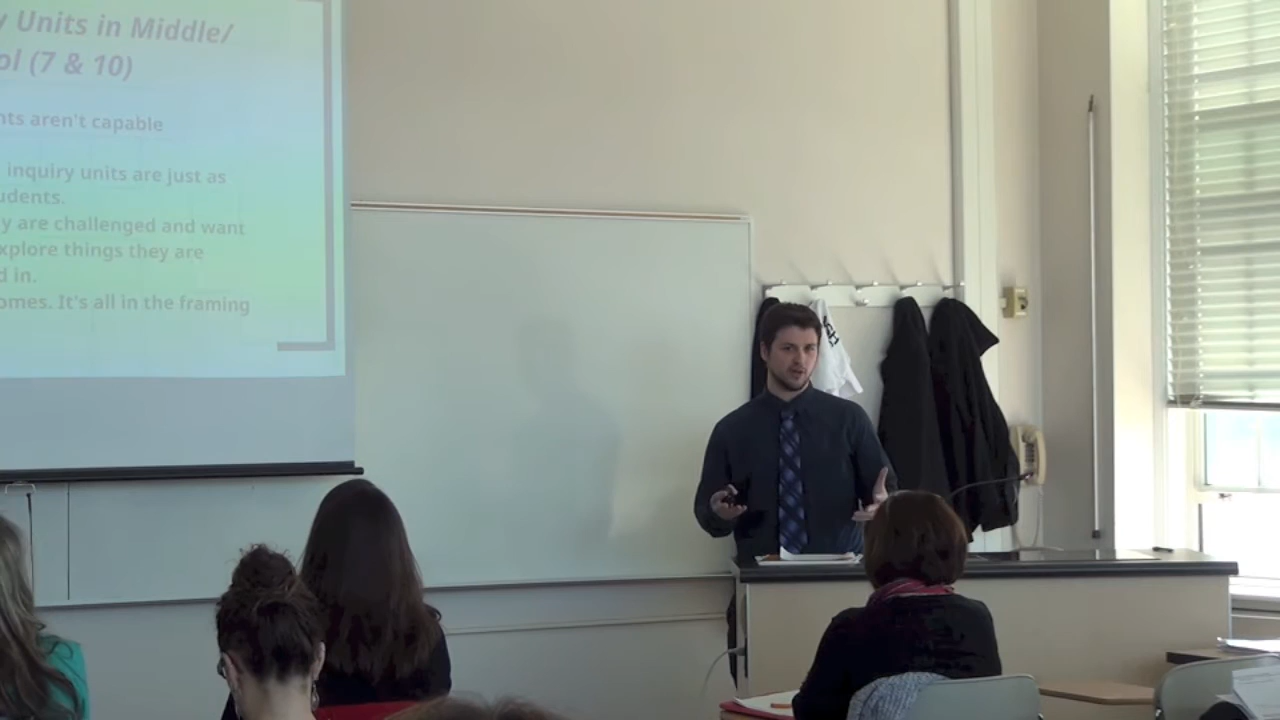 y Units in Middle/
ol (7 & 10)
nts aren't capable
inquiry units are just as
udents.
y are challenged and want
xplore things they are
d in.
omes. It's all in the framing